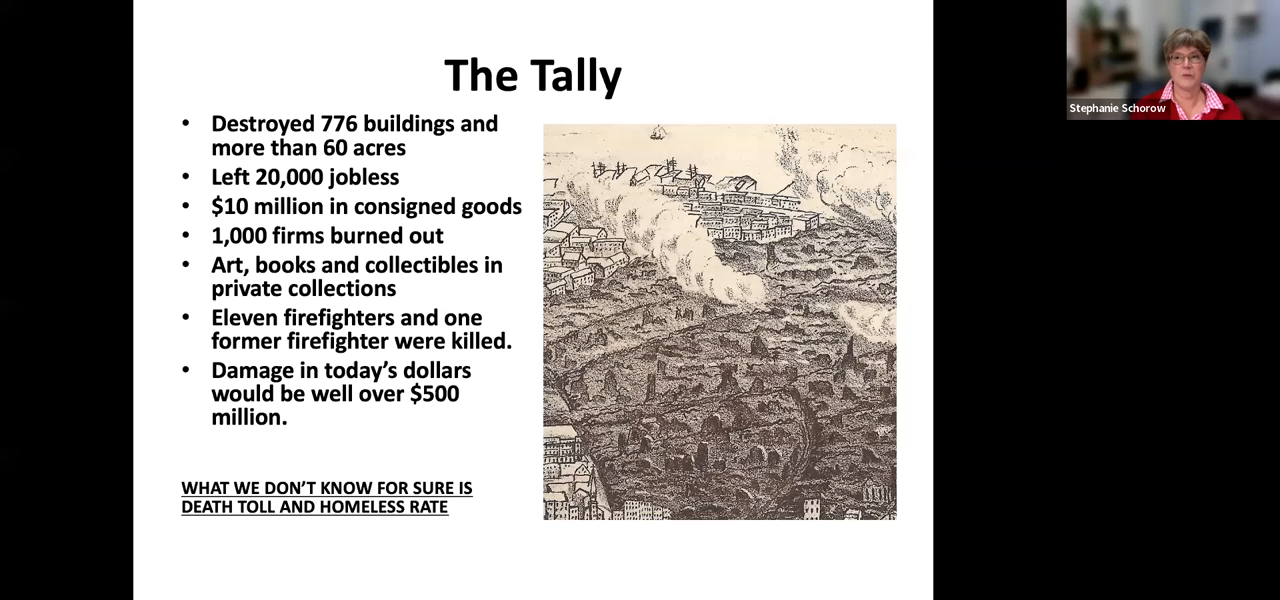 The Tally
• Destroyed 776 buildings and
more than 60 acres
• Left 20,000 jobless
• $10 million in consigned goods
• 1,000 firms burned out
• Art, books and collectibles in
private collections
• Eleven firefighters and one
former firefighter were killed.
• Damage in today’s dollars
would be well over $500
million.
WHAT WE DON’T KNOW FOR SURE IS
DEATH TOLL AND HOMELESS RATE
Stephanie Schorow